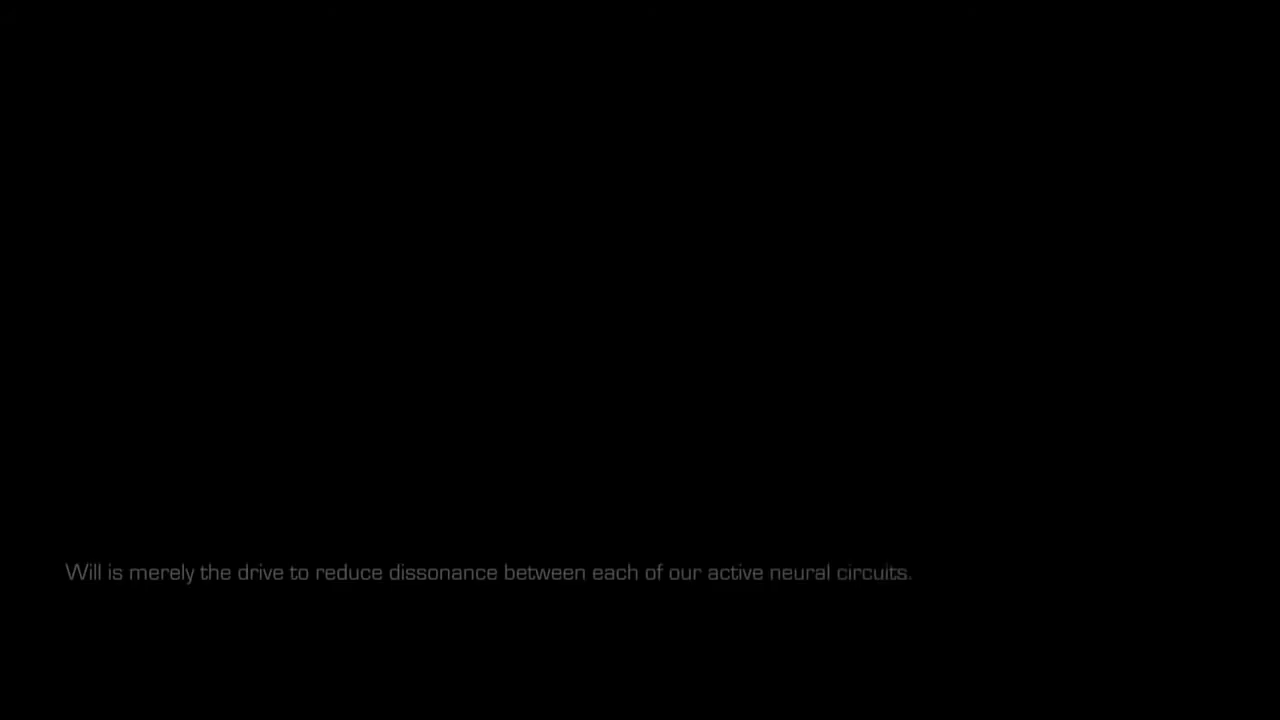 Will is merely the drive to reduce dissonance between each of our active neural circuits.